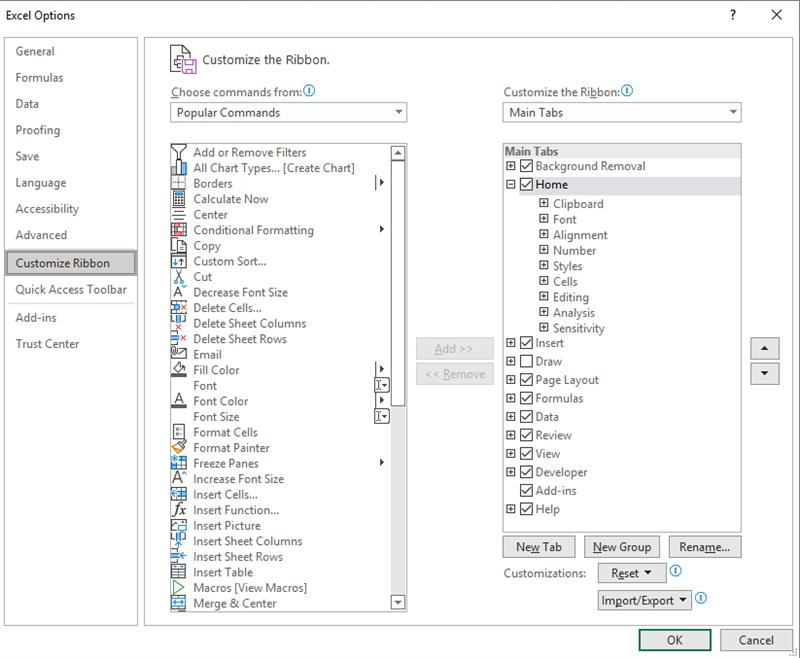 Excel Options
?
General
Formulas
Data
Proofing
Save
Language
Accessibility
Advanced
Customize Ribbon
Quick Access Toolbar
Add-ins
Trust Center
Customize the Ribbon.
Choose commands from:
Popular Commands
Add or Remove Filters
All Chart Types... [Create Chart]
Borders
Calculate Now
Center
Conditional Formatting
Copy
Custom Sort...
Cut
Decrease Font Size
Delete Cells...
Delete Sheet Columns
Delete Sheet Rows
Email
Fill Color
Font
Font Color
Font Size
Format Cells
Format Painter
Freeze Panes
Increase Font Size
Insert Cells...
Insert Function...
Insert Picture
Insert Sheet Columns
Insert Sheet Rows
Insert Table
Macros [View Macros]
Merge & Center
Add >>
<< Remove
Customize the Ribbon:
Main Tabs
Main Tabs
Background Removal
Home
Clipboard
Font
Alignment
Number
Styles
Cells
Editing
Analysis
Sensitivity
Insert
Draw
Page Layout
Formulas
Data
Review
View
Developer
Add-ins
Help
New Tab
New Group
Rename...
Customizations:
Reset
Import/Export
OK
Cancel